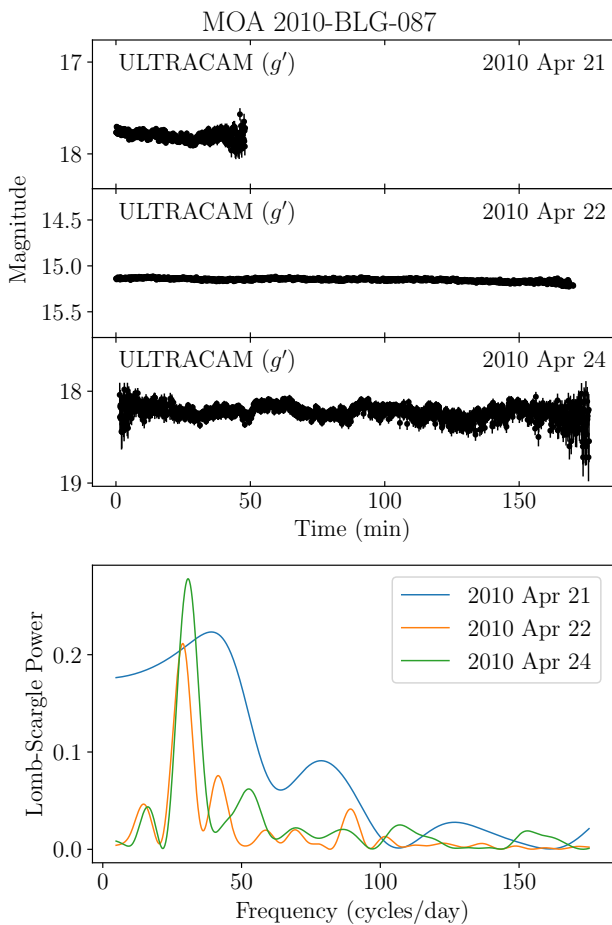 MOA 2010-BLG-087
ULTRACAM (g′) 2010 Apr 21
17
18
ULTRACAM (g′) 2010 Apr 22
14.5
15.0
15.5
Magnitude
ULTRACAM (g′) 2010 Apr 24
18
19
0 50 100 150
Time (min)
2010 Apr 21
2010 Apr 22
2010 Apr 24
0.2
0.1
0.0
Lomb-Scargle Power
0 50 100 150
Frequency (cycles/day)